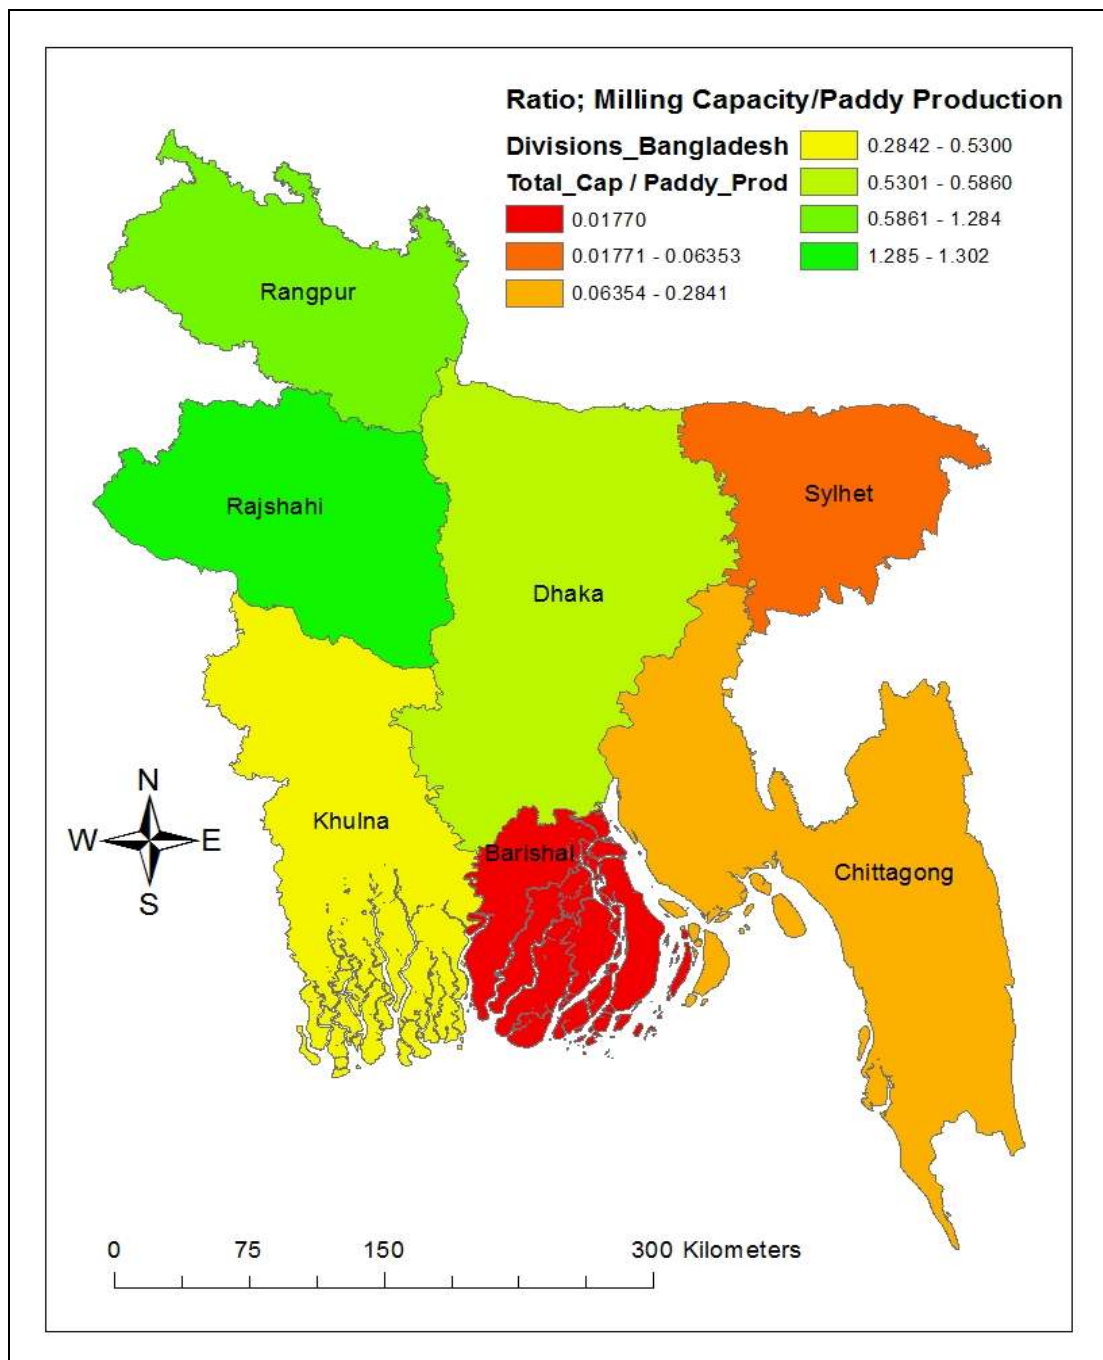 Ratio; Milling Capacity/Paddy Production
Divisions_Bangladesh
Total_Cap / Paddy_Prod
0.01770
0.01771 - 0.06353
0.06354 - 0.2841
0.2842 - 0.5300
0.5301 - 0.5860
0.5861 - 1.284
1.285 - 1.302
Rangpur
Rajshahi
Sylhet
Dhaka
Khulna
Barishal
Chittagong
N
W E
S
0 75 150 300 Kilometers